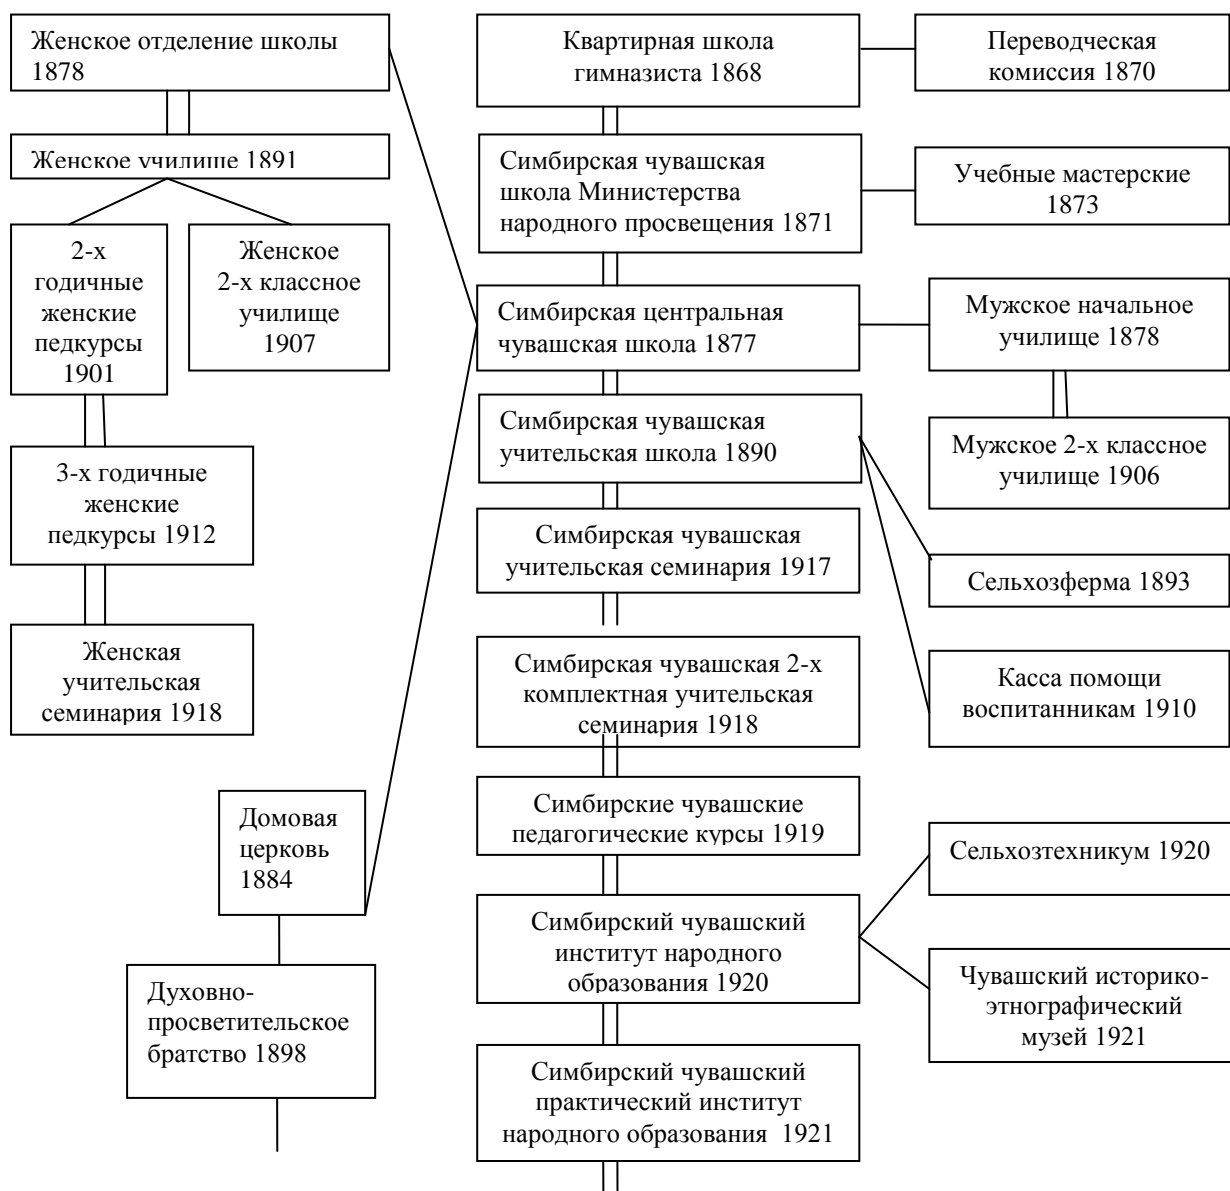 Женское отделение школы
1878
Женское училище 1891
2-х
годичные
женские
педкурсы
1901
Женское
2-х классное
училище
1907
3-х годичные
женские
педкурсы 1912
Женская
учительская
семинария 1918
Домовая
церковь
1884
Духовно-
просветительское
братство 1898
Квартирная школа
гимназиста 1868
Симбирская чувашская
школа Министерства
народного просвещения 1871
Симбирская центральная
чувашская школа 1877
Симбирская чувашская
учительская школа 1890
Симбирская чувашская
учительская семинария 1917
Симбирская чувашская 2-х
комплектная учительская
семинария 1918
Симбирские чувашские
педагогические курсы 1919
Симбирский чувашский
институт народного
образования 1920
Симбирский чувашский
практический институт
народного образования 1921
Переводческая
комиссия 1870
Учебные мастерские
1873
Мужское начальное
училище 1878
Мужское 2-х классное
училище 1906
Сельхозферма 1893
Касса помощи
воспитанникам 1910
Сельхозтехникум 1920
Чувашский историко-
этнографический
музей 1921